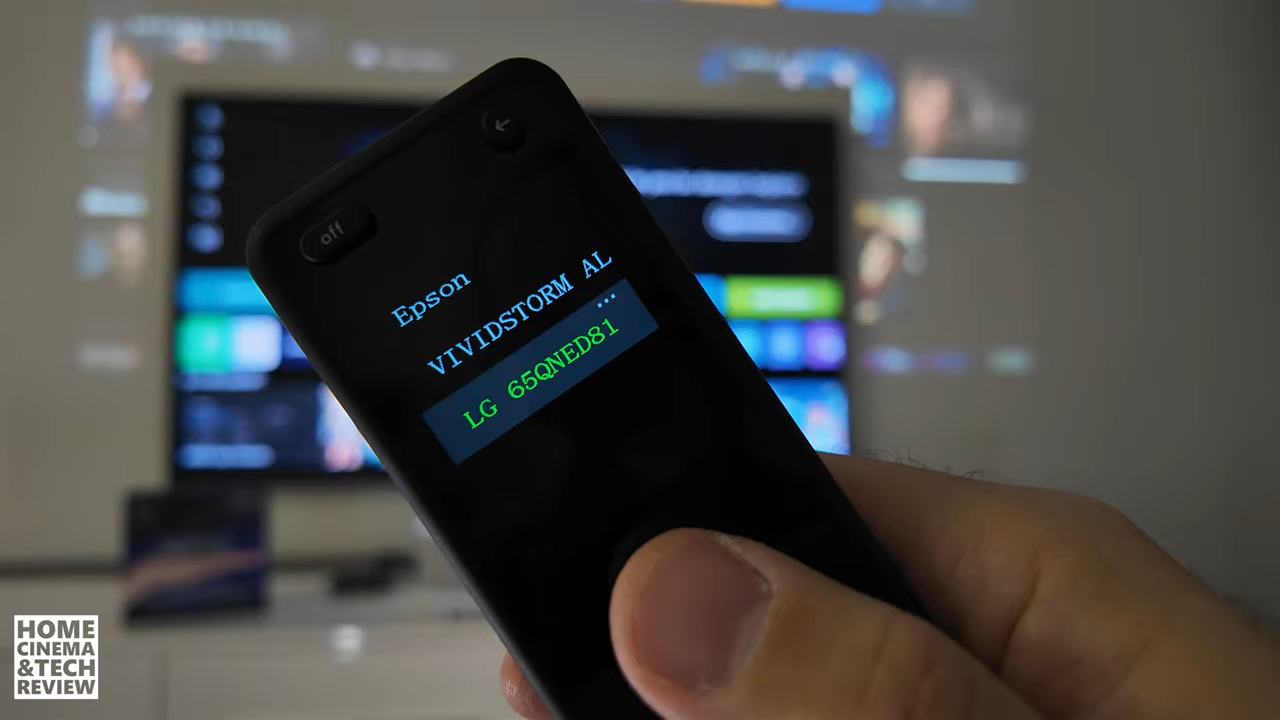 off
Epson
VIVIDSTORM AL
...
LG 65QNED81
HOME
CINEMA
&TECH
REVIEW